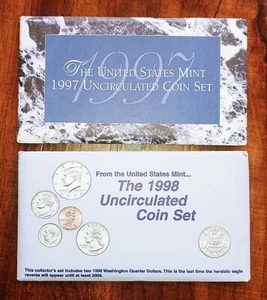 1997
THE UNITED STATES MINT
1997 UNCIRCULATED COIN SET
From the United States Mint...
The 1998
Uncirculated
Coin Set
This collector's set includes two 1998 Washington Quarter Dollars. This is the last time the heraldic eagle
reverse will appear until at least 2009.